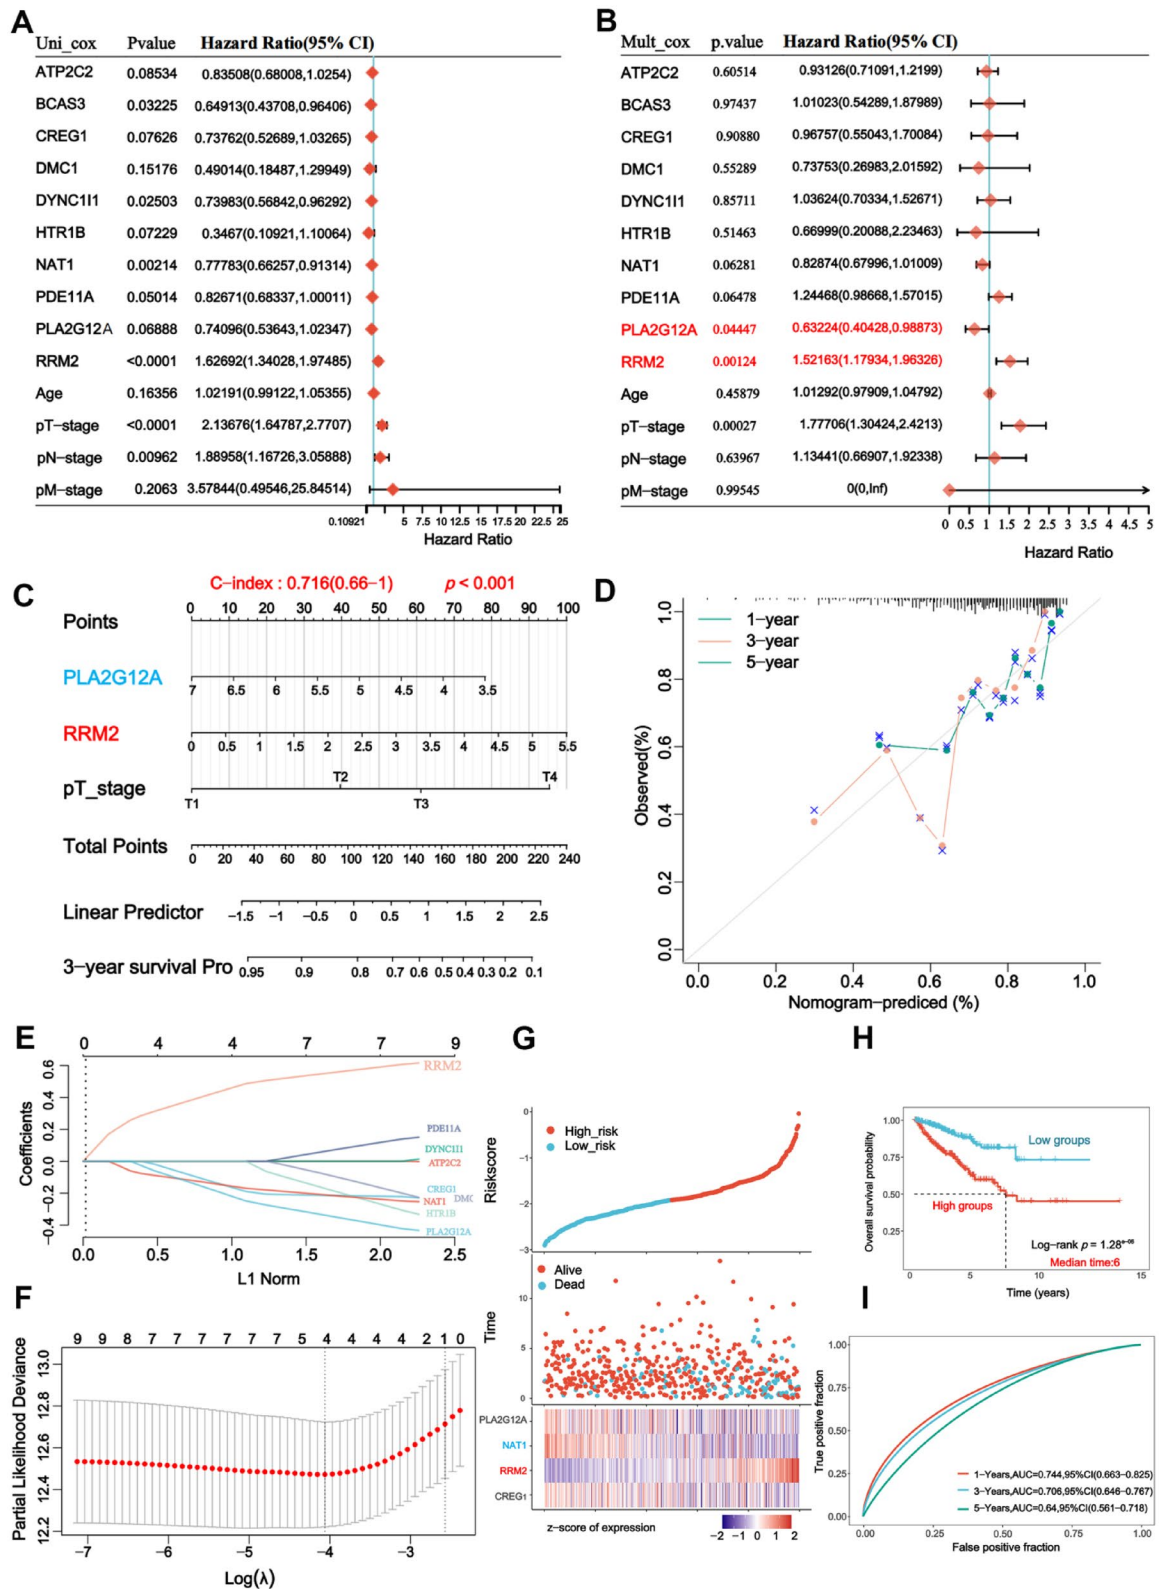 A
Uni_cox Pvalue Hazard Ratio(95% CI)
ATP2C2 0.08534 0.83508(0.68008,1.0254)
BCAS3 0.03225 0.64913(0.43708,0.96406)
CREG1 0.07626 0.73762(0.52689,1.03265)
DMC1 0.15176 0.49014(0.18487,1.29949)
DYNC1I1 0.02503 0.73983(0.56842,0.96292)
HTR1B 0.07229 0.3467(0.10921,1.10064)
NAT1 0.00214 0.77783(0.66257,0.91314)
PDE11A 0.05014 0.82671(0.68337,1.00011)
PLA2G12A 0.06888 0.74096(0.53643,1.02347)
RRM2 <0.0001 1.62692(1.34028,1.97485)
Age 0.16356 1.02191(0.99122,1.05355)
pT−stage <0.0001 2.13676(1.64787,2.7707)
pN−stage 0.00962 1.88958(1.16726,3.05888)
pM−stage 0.2063 3.57844(0.49546,25.84514)
0.10921 5 7.5 10 12.5 15 17.5 20 22.5 25
Hazard Ratio
B
Mult_cox p.value Hazard Ratio(95% CI)
ATP2C2 0.60514 0.93126(0.71091,1.2199)
BCAS3 0.97437 1.01023(0.54289,1.87989)
CREG1 0.90880 0.96757(0.55043,1.70084)
DMC1 0.55289 0.73753(0.26983,2.01592)
DYNC1I1 0.85711 1.03624(0.70334,1.52671)
HTR1B 0.51463 0.66999(0.20088,2.23463)
NAT1 0.06281 0.82874(0.67996,1.01009)
PDE11A 0.06478 1.24468(0.98668,1.57015)
PLA2G12A 0.04447 0.63224(0.40428,0.98873)
RRM2 0.00124 1.52163(1.17934,1.96326)
Age 0.45879 1.01292(0.97909,1.04792)
pT−stage 0.00027 1.77706(1.30424,2.4213)
pN−stage 0.63967 1.13441(0.66907,1.92338)
pM−stage 0.99545 0(0,Inf)
0 0.5 1 1.5 2 2.5 3 3.5 4 4.5 5
Hazard Ratio
C
C−index : 0.716(0.66−1) p < 0.001
0 10 20 30 40 50 60 70 80 90 100
Points
PLA2G12A
7 6.5 6 5.5 5 4.5 4 3.5
RRM2
0 0.5 1 1.5 2 2.5 3 3.5 4 4.5 5 5.5
T2 T4
pT_stage
T1 T3
Total Points
0 20 40 60 80 100 120 140 160 180 200 220 240
Linear Predictor
−1.5 −1 −0.5 0 0.5 1 1.5 2 2.5
3−year survival Pro
0.95 0.9 0.8 0.7 0.6 0.5 0.4 0.3 0.2 0.1
D
1−year
3−year
5−year
Observed(%)
1.0
0.8
0.6
0.4
0.2
0.0
0.0 0.2 0.4 0.6 0.8 1.0
Nomogram−prediced (%)
E
0 4 4 7 7 9
Coefficients
0.6
0.4
0.2
0.0
−0.2
−0.4
RRM2
PDE11A
DYNC1I1
ATP2C2
CREG1
DMC
NAT1
HTR1B
PLA2G12A
0.0 0.5 1.0 1.5 2.0 2.5
L1 Norm
F
9 9 8 7 7 7 7 7 7 5 4 4 4 4 2 1 0
Partial Likelihood Deviance
13.0
12.8
12.6
12.4
12.2
−7 −6 −5 −4 −3
Log(λ)
G
Riskscore
0
−1
−2
−3
High_risk
Low_risk
Alive
Dead
Time
10
5
0
PLA2G12A
NAT1
RRM2
CREG1
z−score of expression
−2 −1 0 1 2
H
Overall survival probability
1.00
0.75
0.50
0.25
Low groups
High groups
Log−rank p = 1.28e−06
Median time:6
0 5 10 15
Time (years)
I
True positive fraction
1.00
0.75
0.50
0.25
0.00
1−Years,AUC=0.744,95%CI(0.663−0.825)
3−Years,AUC=0.706,95%CI(0.646−0.767)
5−Years,AUC=0.64,95%CI(0.561−0.718)
0.00 0.25 0.50 0.75 1.00
False positive fraction